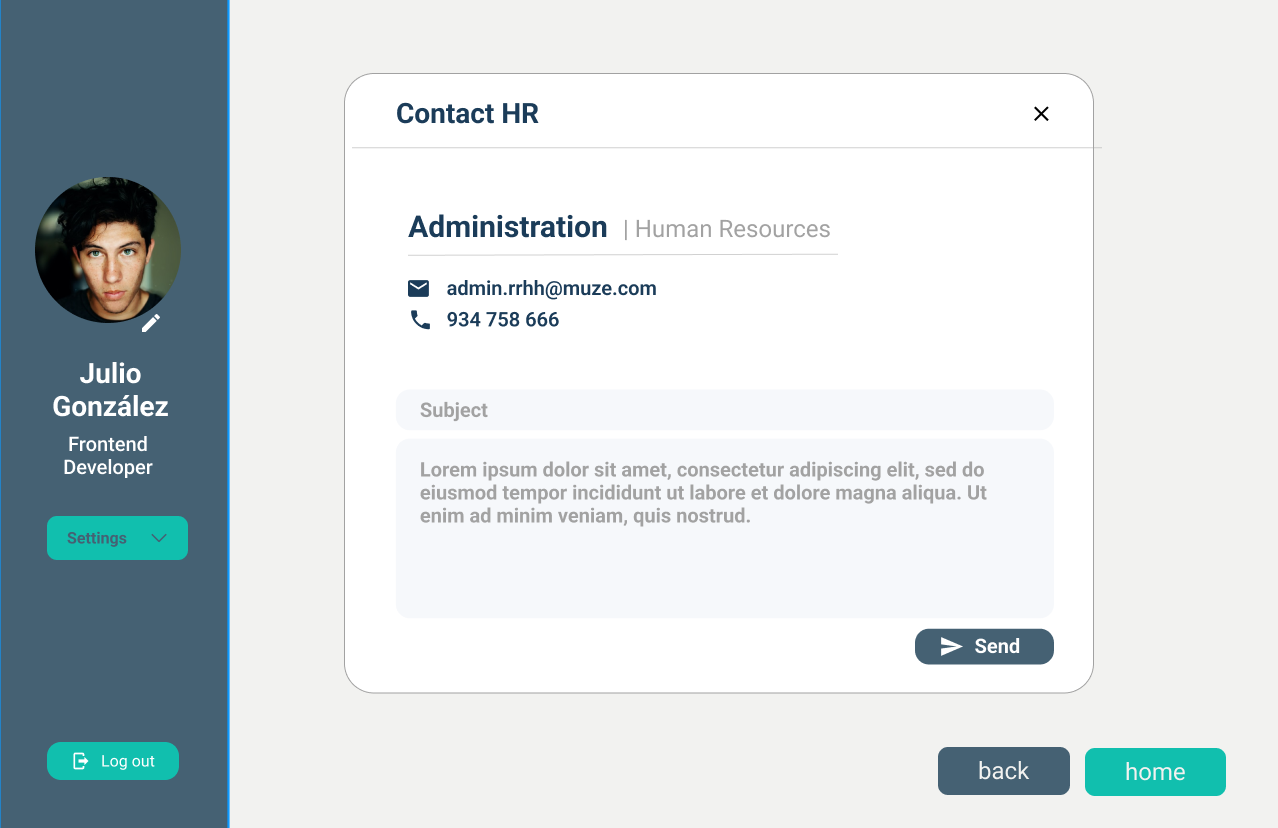 Julio
González
Frontend
Developer
Settings
Log out
Contact HR
Administration | Human Resources
admin.rrhh@muze.com
934 758 666
Subject
Lorem ipsum dolor sit amet, consectetur adipiscing elit, sed do
eiusmod tempor incididunt ut labore et dolore magna aliqua. Ut
enim ad minim veniam, quis nostrud.
Send
back
home